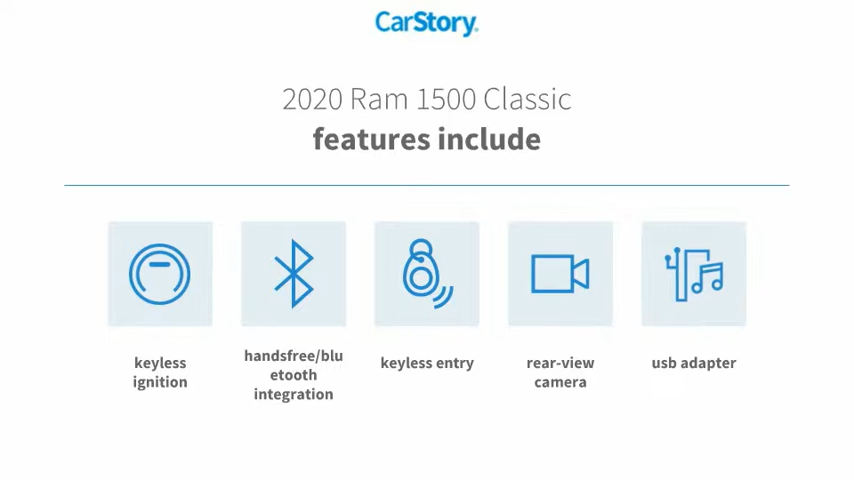 CarStory.
2020 Ram 1500 Classic
features include
keyless
ignition
handsfree/blu
etooth
integration
keyless entry
rear-view
camera
usb adapter